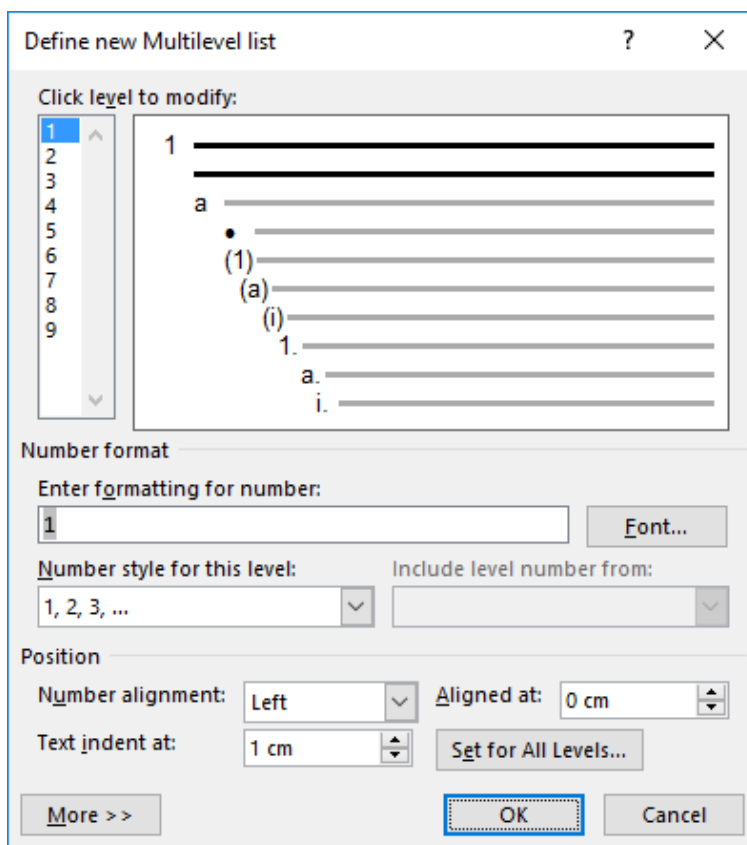 Define new Multilevel list ? ×
Click level to modify:
1
2
3
4
5
6
7
8
9
1
a
•
(1)
(a)
(i)
1.
a.
i.
Number format
Enter formatting for number:
1
Font...
Number style for this level: Include level number from:
1, 2, 3, ...
Position
Number alignment: Left Aligned at: 0 cm
Text indent at: 1 cm Set for All Levels...
More >> OK Cancel